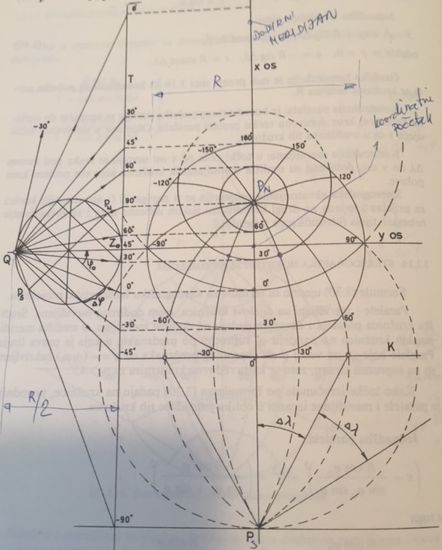 0°
DODIRNI
MERIDIJAN
T
X OS
R
30°
koordinatni
početak
-30°
45°
180°
60°
-150°
150°
-120°
120°
90°
PN
Q
Z₀
60°
45°
-90°
90°
y os
30°
30°
φ₀
PS
Δφ
0°
0°
-60°
60°
-30°
30°
-45°
-30°
30°
K
0°
R/2
Δλ
Δλ
-90°
PS